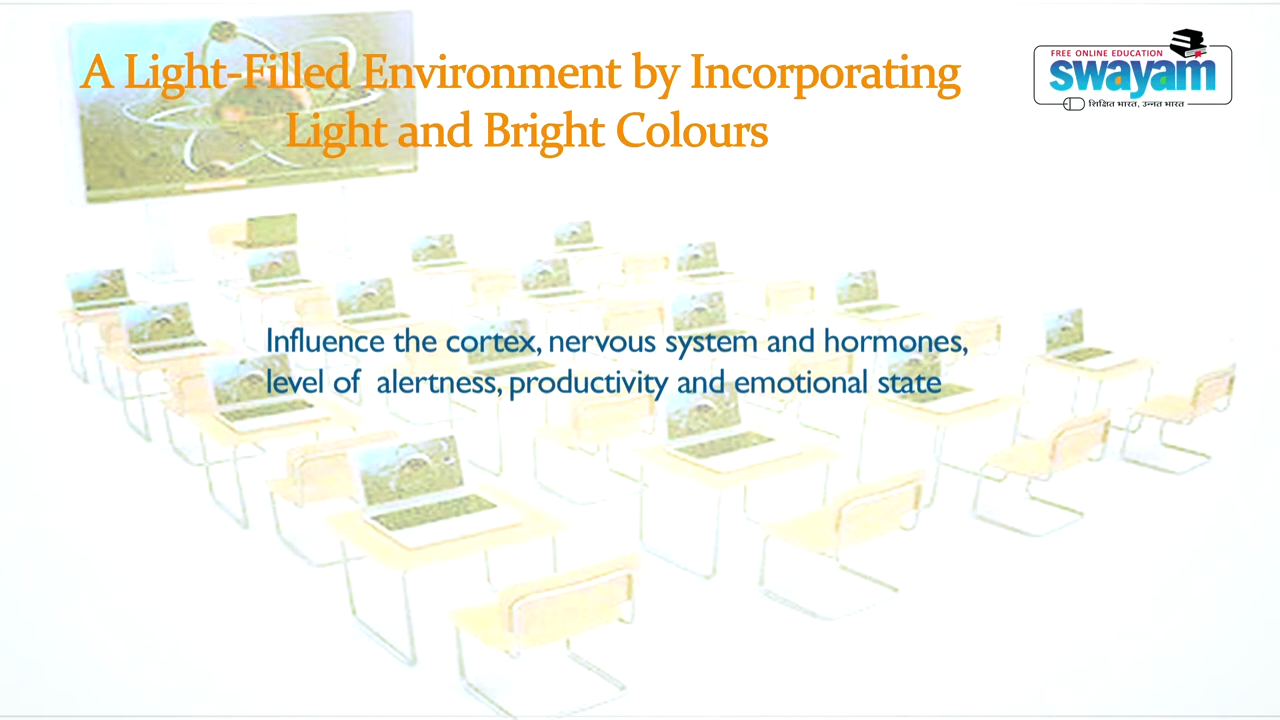 A Light-Filled Environment by Incorporating
Light and Bright Colours
FREE ONLINE EDUCATION
swayam
शिक्षित भारत, उन्नत भारत
Influence the cortex, nervous system and hormones,
level of alertness, productivity and emotional state